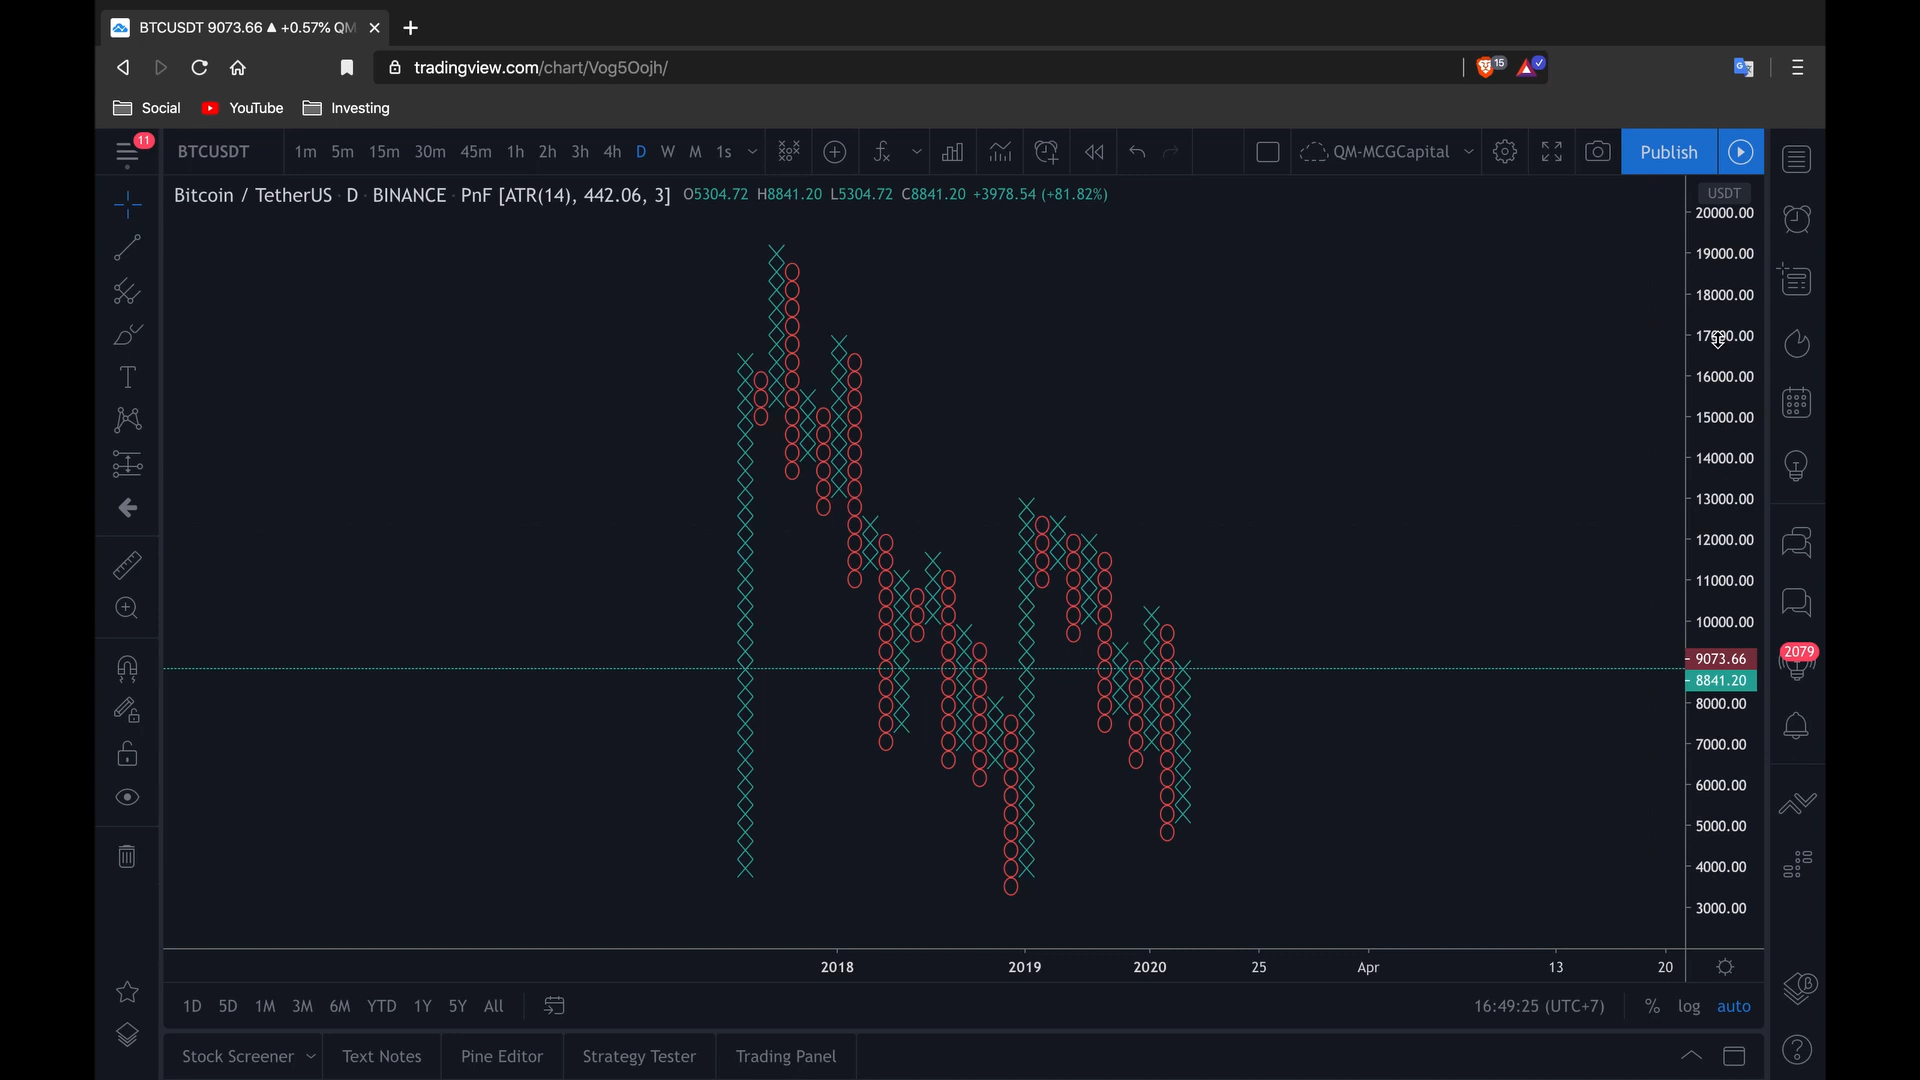 BTCUSDT 9073.66 ▲ +0.57% QM
tradingview.com/chart/Vog5Oojh/
15
Social YouTube Investing
11
BTCUSDT 1m 5m 15m 30m 45m 1h 2h 3h 4h D W M 1s QM-MCGCapital Publish
Bitcoin / TetherUS · D · BINANCE · PnF [ATR(14), 442.06, 3] O5304.72 H8841.20 L5304.72 C8841.20 +3978.54 (+81.82%)
USDT
20000.00
19000.00
18000.00
17000.00
16000.00
15000.00
14000.00
13000.00
12000.00
11000.00
10000.00
2079
9073.66
8841.20
8000.00
7000.00
6000.00
5000.00
4000.00
3000.00
2018 2019 2020 25 Apr 13 20
1D 5D 1M 3M 6M YTD 1Y 5Y All 16:49:25 (UTC+7) % log auto
Stock Screener Text Notes Pine Editor Strategy Tester Trading Panel